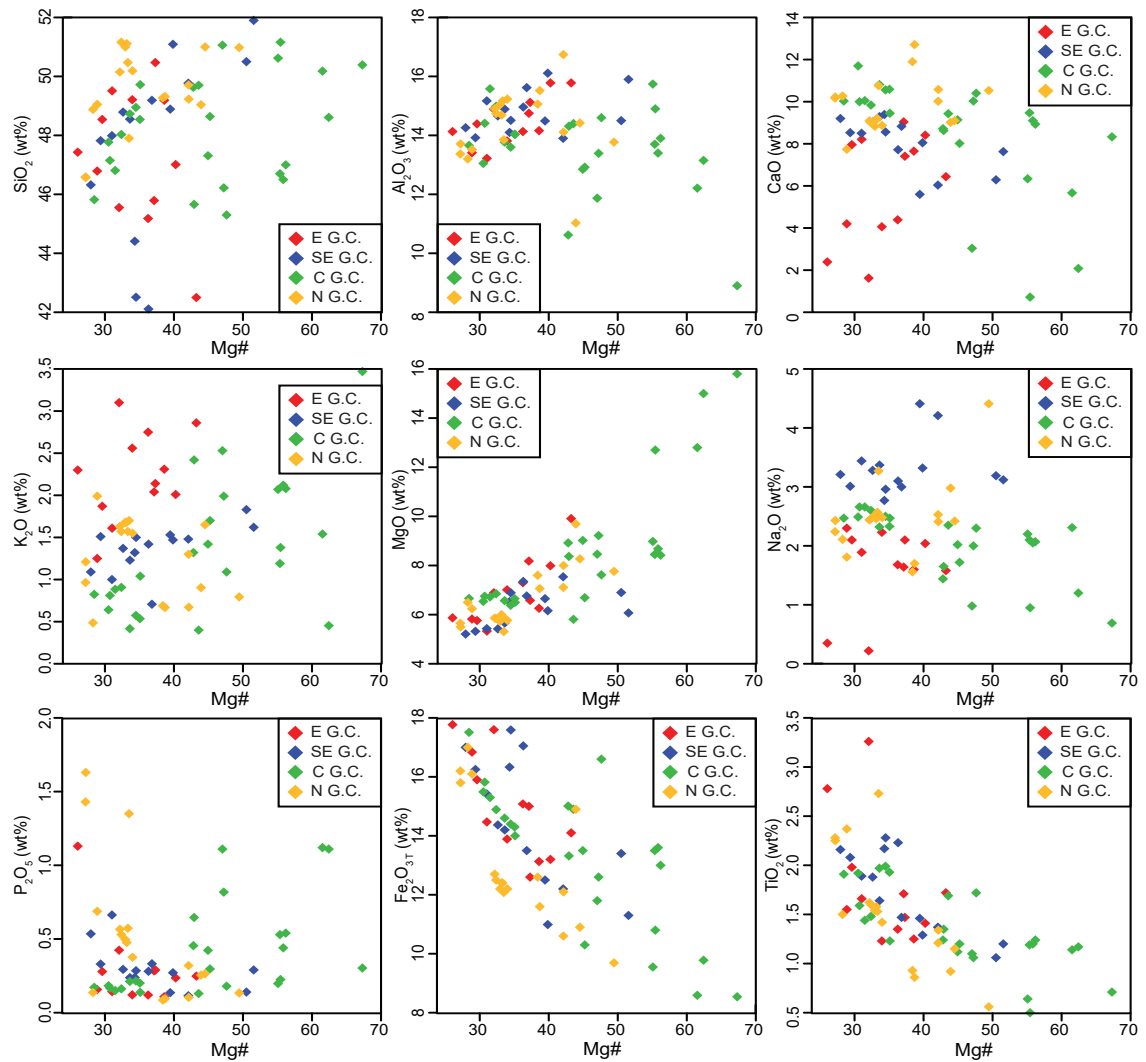 SiO2 (wt%)
52
50
48
46
44
42
E G.C.
SE G.C.
C G.C.
N G.C.
30 40 50 60 70
Mg#
Al2O3 (wt%)
18
16
14
12
10
8
E G.C.
SE G.C.
C G.C.
N G.C.
30 40 50 60 70
Mg#
CaO (wt%)
14
12
10
8
6
4
2
0
E G.C.
SE G.C.
C G.C.
N G.C.
30 40 50 60 70
Mg#
K2O (wt%)
3.5
3.0
2.5
2.0
1.5
1.0
0.5
0.0
E G.C.
SE G.C.
C G.C.
N G.C.
30 40 50 60 70
Mg#
MgO (wt%)
16
14
12
10
8
6
4
E G.C.
SE G.C.
C G.C.
N G.C.
30 40 50 60 70
Mg#
Na2O (wt%)
5
4
3
2
1
0
E G.C.
SE G.C.
C G.C.
N G.C.
30 40 50 60 70
Mg#
P2O5 (wt%)
2.0
1.5
1.0
0.5
0.0
E G.C.
SE G.C.
C G.C.
N G.C.
30 40 50 60 70
Mg#
Fe2O3T (wt%)
18
16
14
12
10
8
E G.C.
SE G.C.
C G.C.
N G.C.
30 40 50 60 70
Mg#
TiO2 (wt%)
3.5
3.0
2.5
2.0
1.5
1.0
0.5
E G.C.
SE G.C.
C G.C.
N G.C.
30 40 50 60 70
Mg#